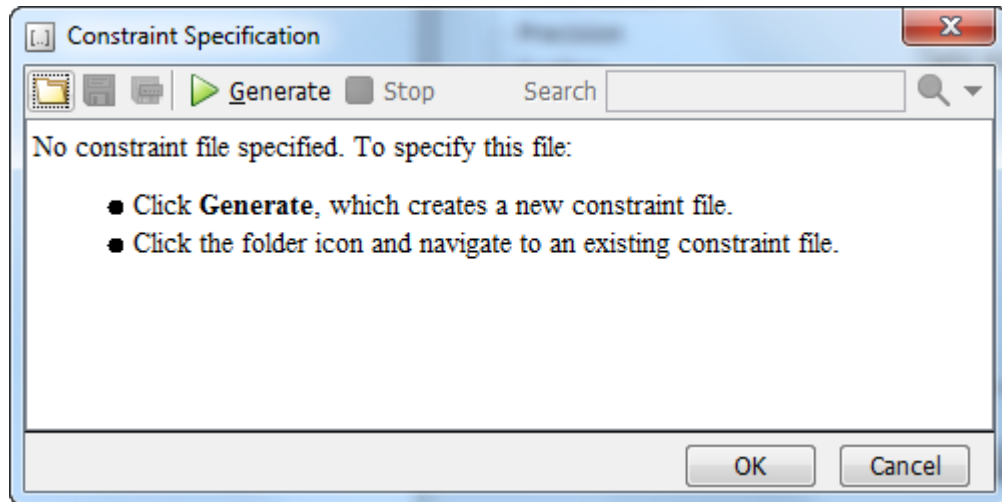 Constraint Specification
Generate Stop Search
No constraint file specified. To specify this file:
Click Generate, which creates a new constraint file.
Click the folder icon and navigate to an existing constraint file.
OK Cancel